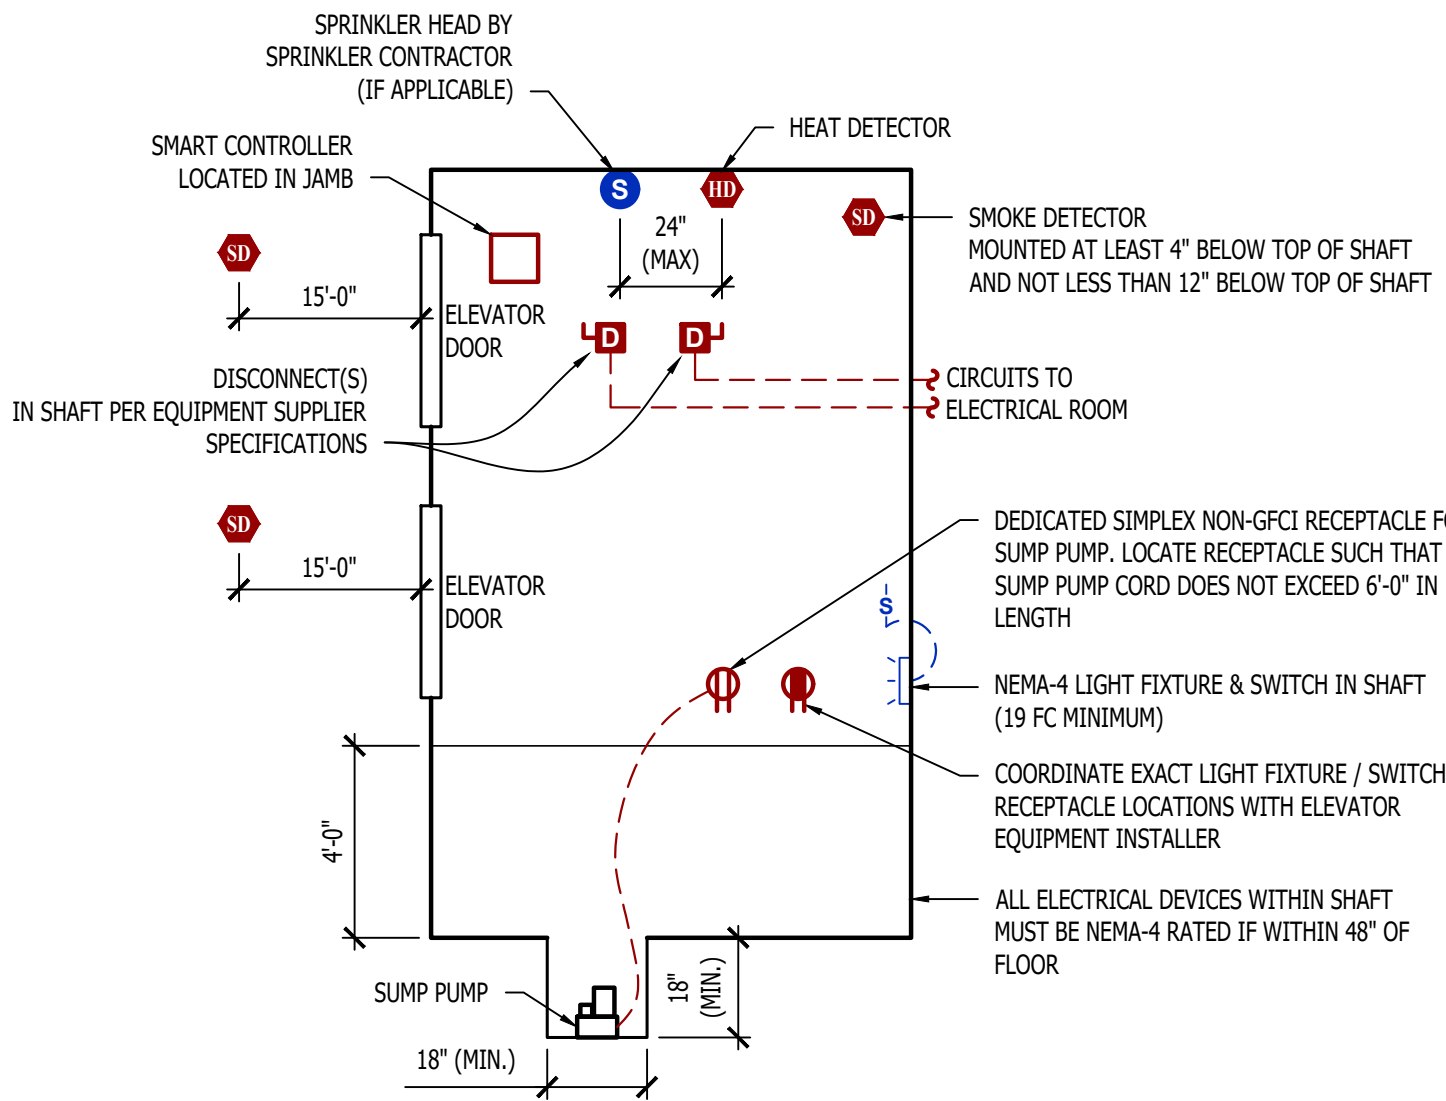 SPRINKLER HEAD BY
SPRINKLER CONTRACTOR
(IF APPLICABLE)
HEAT DETECTOR
SMART CONTROLLER
LOCATED IN JAMB
S
HD
SD
SMOKE DETECTOR
MOUNTED AT LEAST 4" BELOW TOP OF SHAFT
AND NOT LESS THAN 12" BELOW TOP OF SHAFT
24"
(MAX)
SD
15'-0"
ELEVATOR
DOOR
D
D
DISCONNECT(S)
IN SHAFT PER EQUIPMENT SUPPLIER
SPECIFICATIONS
CIRCUITS TO
ELECTRICAL ROOM
SD
15'-0"
ELEVATOR
DOOR
DEDICATED SIMPLEX NON-GFCI RECEPTACLE
SUMP PUMP. LOCATE RECEPTACLE SUCH THAT
SUMP PUMP CORD DOES NOT EXCEED 6'-0" IN
LENGTH
S
NEMA-4 LIGHT FIXTURE & SWITCH IN SHAFT
(19 FC MINIMUM)
COORDINATE EXACT LIGHT FIXTURE / SWITCH
RECEPTACLE LOCATIONS WITH ELEVATOR
EQUIPMENT INSTALLER
4'-0"
ALL ELECTRICAL DEVICES WITHIN SHAFT
MUST BE NEMA-4 RATED IF WITHIN 48" OF
FLOOR
SUMP PUMP
18"
(MIN.)
18" (MIN.)